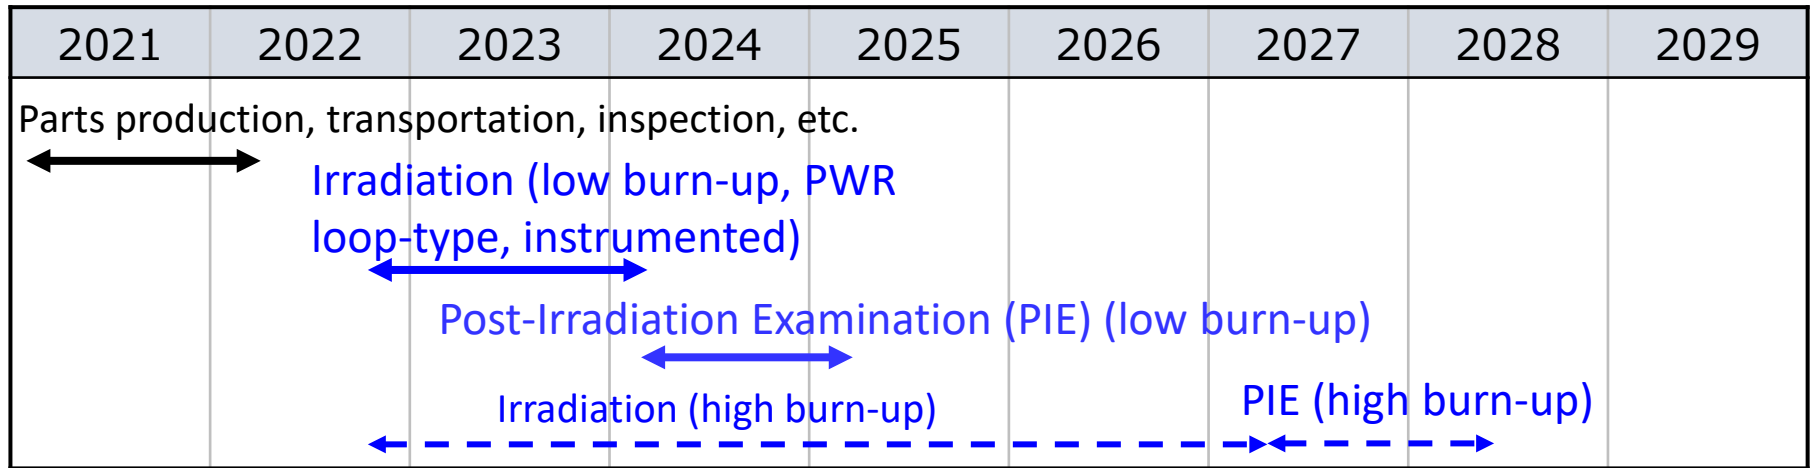 2021 2022 2023 2024 2025 2026 2027 2028 2029
Parts production, transportation, inspection, etc.
Irradiation (low burn-up, PWR
loop-type, instrumented)
Post-Irradiation Examination (PIE) (low burn-up)
Irradiation (high burn-up)
PIE (high burn-up)